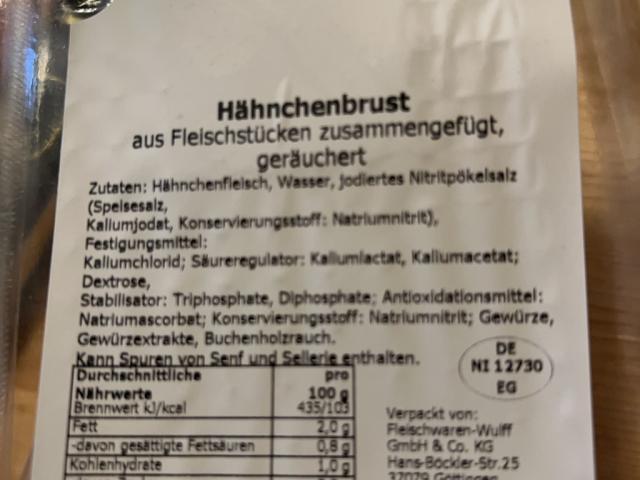 Hähnchenbrust
aus Fleischstücken zusammengefügt,
geräuchert
Zutaten: Hähnchenfleisch, Wasser, jodiertes Nitritpökelsalz
(Speisesalz,
Kaliumjodat, Konservierungsstoff: Natriumnitrit),
Festigungsmittel:
Kaliumchlorid; Säureregulator: Kaliumlactat, Kaliumacetat;
Dextrose,
Stabilisator: Triphosphate, Diphosphate; Antioxidationsmittel:
Natriumascorbat; Konservierungsstoff: Natriumnitrit; Gewürze,
Gewürzextrakte, Buchenholzrauch.
Kann Spuren von Senf und Sellerie enthalten.
DE
NI 12730
EG
Durchschnittliche pro
Nährwerte 100 g
Brennwert kJ/kcal 435/103
Fett 2,0 g
-davon gesättigte Fettsäuren 0,8 g
Kohlenhydrate 1,0 g
Verpackt von:
Fleischwaren-Wulff
GmbH & Co. KG
Hans-Böckler-Str.25
37079 Göttingen